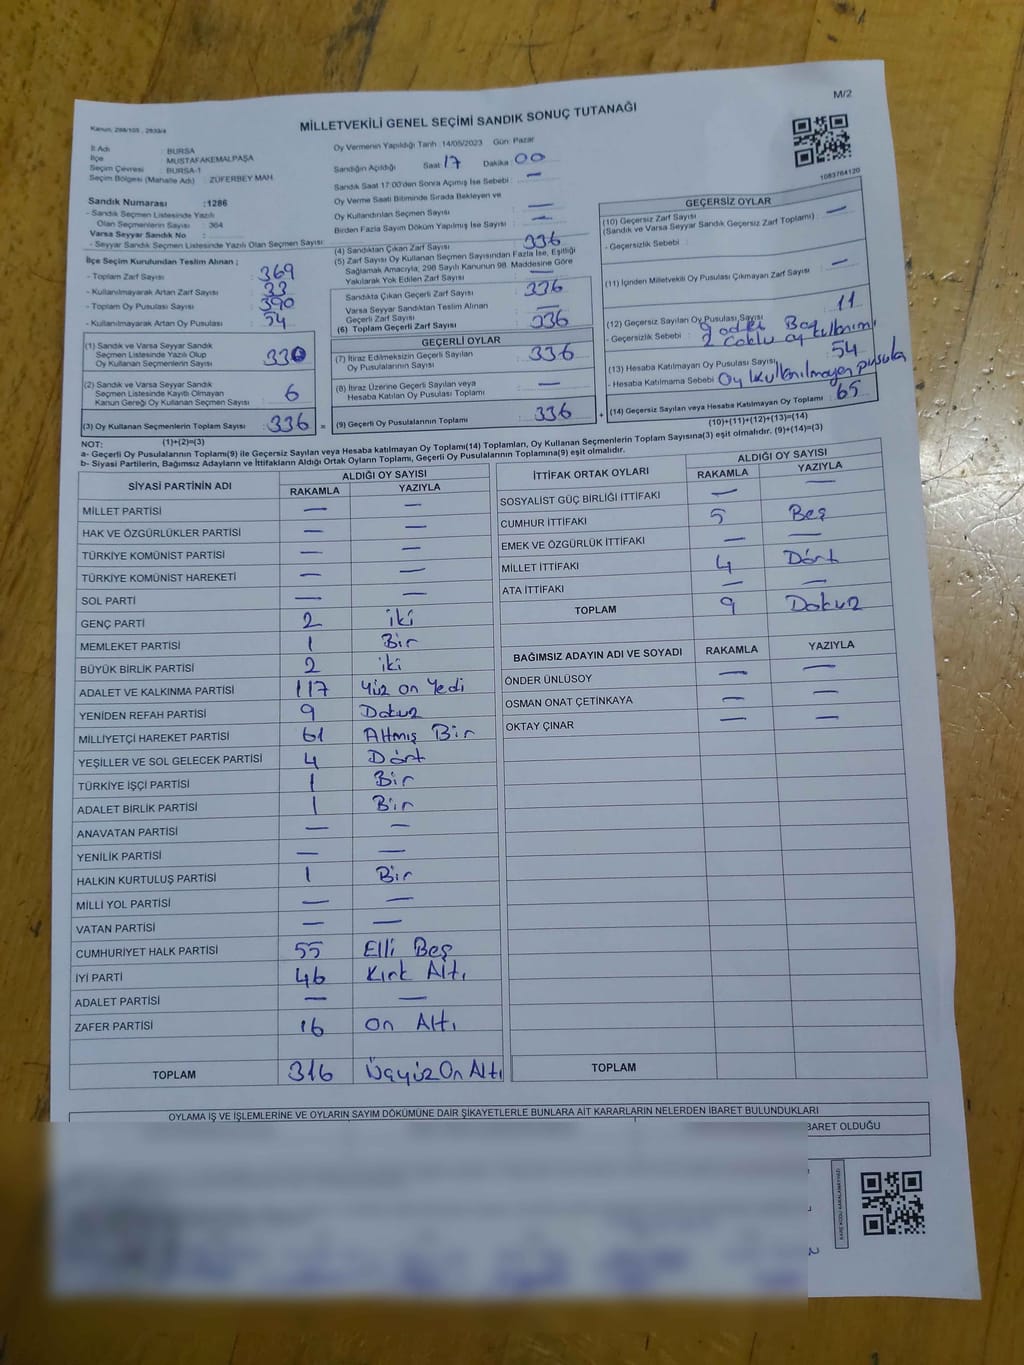 M/2
MİLLETVEKİLİ GENEL SEÇİMİ SANDIK SONUÇ TUTANAĞI
Kanun: 298/105 , 2839/4
İl Adı : BURSA
İlçe : MUSTAFAKEMALPAŞA
Seçim Çevresi : BURSA-1
Seçim Bölgesi (Mahalle Adı) : ZÜFERBEY MAH.
Sandık Numarası :1286
- Sandık Seçmen Listesinde Yazılı
Olan Seçmenlerin Sayısı : 364
Varsa Seyyar Sandık No :
- Seyyar Sandık Seçmen Listesinde Yazılı Olan Seçmen Sayısı :
Oy Vermenin Yapıldığı Tarih :14/05/2023 Gün: Pazar
Sandığın Açıldığı Saat 17 Dakika 00
Sandık Saat 17:00'den Sonra Açımış İse Sebebi : —
Oy Verme Saati Bitiminde Sırada Bekleyen ve
Oy Kullandırılan Seçmen Sayısı : —
Birden Fazla Sayım Döküm Yapılmış İse Sayısı : —
1083764120
İlçe Seçim Kurulundan Teslim Alınan ;
- Toplam Zarf Sayısı : 369
- Kullanılmayarak Artan Zarf Sayısı : 33
- Toplam Oy Pusulası Sayısı : 390
- Kullanılmayarak Artan Oy Pusulası : 54
(1) Sandık ve Varsa Seyyar Sandık
Seçmen Listesinde Yazılı Olup
Oy Kullanan Seçmenlerin Sayısı : 330
(2) Sandık ve Varsa Seyyar Sandık
Seçmen Listesinde Kayıtlı Olmayan
Kanun Gereği Oy Kullanan Seçmen Sayısı : 6
(3) Oy Kullanan Seçmenlerin Toplam Sayısı : 336
(4) Sandıktan Çıkan Zarf Sayısı : 336
(5) Zarf Sayısı Oy Kullanan Seçmen Sayısından Fazla İse, Eşitliği
Sağlamak Amacıyla, 298 Sayılı Kanunun 98. Maddesine Göre
Yakılarak Yok Edilen Zarf Sayısı : —
Sandıkta Çıkan Geçerli Zarf Sayısı : 336
Varsa Seyyar Sandıktan Teslim Alınan
Geçerli Zarf Sayısı : —
(6) Toplam Geçerli Zarf Sayısı : 336
GEÇERLİ OYLAR
(7) İtiraz Edilmeksizin Geçerli Sayılan
Oy Pusulalarının Sayısı : 336
(8) İtiraz Üzerine Geçerli Sayılan veya
Hesaba Katılan Oy Pusulası Toplamı : —
= (9) Geçerli Oy Pusulalarının Toplamı : 336 +
GEÇERSİZ OYLAR
(10) Geçersiz Zarf Sayısı
(Sandık ve Varsa Seyyar Sandık Geçersiz Zarf Toplamı) : —
- Geçersizlik Sebebi :
(11) İçinden Milletvekili Oy Pusulası Çıkmayan Zarf Sayısı : —
(12) Geçersiz Sayılan Oy Pusulası Sayısı : 11
- Geçersizlik Sebebi : 9 adet Boş
2 Çoklu oy kullanımı
(13) Hesaba Katılmayan Oy Pusulası Sayısı : 54
- Hesaba Katılmama Sebebi : Oy kullanılmayan pusula
(14) Geçersiz Sayılan veya Hesaba Katılmayan Oy Toplamı : 65
(10)+(11)+(12)+(13)=(14)
NOT: (1)+(2)=(3)
a- Geçerli Oy Pusulalarının Toplamı(9) ile Geçersiz Sayılan veya Hesaba Katılmayan Oy Toplamı(14) Toplamları, Oy Kullanan Seçmenlerin Toplam Sayısına(3) eşit olmalıdır. (9)+(14)=(3)
b- Siyasi Partilerin, Bağımsız Adayların ve İttifakların Aldığı Ortak Oyların Toplamı, Geçerli Oy Pusulalarının Toplamına(9) eşit olmalıdır.
SİYASİ PARTİNİN ADI ALDIĞI OY SAYISI
RAKAMLA YAZIYLA
MİLLET PARTİSİ — —
HAK VE ÖZGÜRLÜKLER PARTİSİ — —
TÜRKİYE KOMÜNİST PARTİSİ — —
TÜRKİYE KOMÜNİST HAREKETİ — —
SOL PARTİ — —
GENÇ PARTİ 2 iki
MEMLEKET PARTİSİ 1 Bir
BÜYÜK BİRLİK PARTİSİ 2 iki
ADALET VE KALKINMA PARTİSİ 117 Yüz on Yedi
YENİDEN REFAH PARTİSİ 9 Dokuz
MİLLİYETÇİ HAREKET PARTİSİ 61 Altmış Bir
YEŞİLLER VE SOL GELECEK PARTİSİ 4 Dört
TÜRKİYE İŞÇİ PARTİSİ 1 Bir
ADALET BİRLİK PARTİSİ 1 Bir
ANAVATAN PARTİSİ — —
YENİLİK PARTİSİ — —
HALKIN KURTULUŞ PARTİSİ 1 Bir
MİLLİ YOL PARTİSİ — —
VATAN PARTİSİ — —
CUMHURİYET HALK PARTİSİ 55 Elli Beş
İYİ PARTİ 46 Kırk Altı
ADALET PARTİSİ — —
ZAFER PARTİSİ 16 on Altı
TOPLAM 316 Üçyüz On Altı
İTTİFAK ORTAK OYLARI ALDIĞI OY SAYISI
RAKAMLA YAZIYLA
SOSYALİST GÜÇ BİRLİĞİ İTTİFAKI — —
CUMHUR İTTİFAKI 5 Beş
EMEK VE ÖZGÜRLÜK İTTİFAKI — —
MİLLET İTTİFAKI 4 Dört
ATA İTTİFAKI — —
TOPLAM 9 Dokuz
BAĞIMSIZ ADAYIN ADI VE SOYADI RAKAMLA YAZIYLA
ÖNDER ÜNLÜSOY — —
OSMAN ONAT ÇETİNKAYA — —
OKTAY ÇINAR — —
TOPLAM
OYLAMA İŞ VE İŞLEMLERİNE VE OYLARIN SAYIM DÖKÜMÜNE DAİR ŞİKAYETLERLE BUNLARA AİT KARARLARIN NELERDEN İBARET BULUNDUKLARI
BARET OLDUĞU
KARE KODU KARALAMAYINIZ!